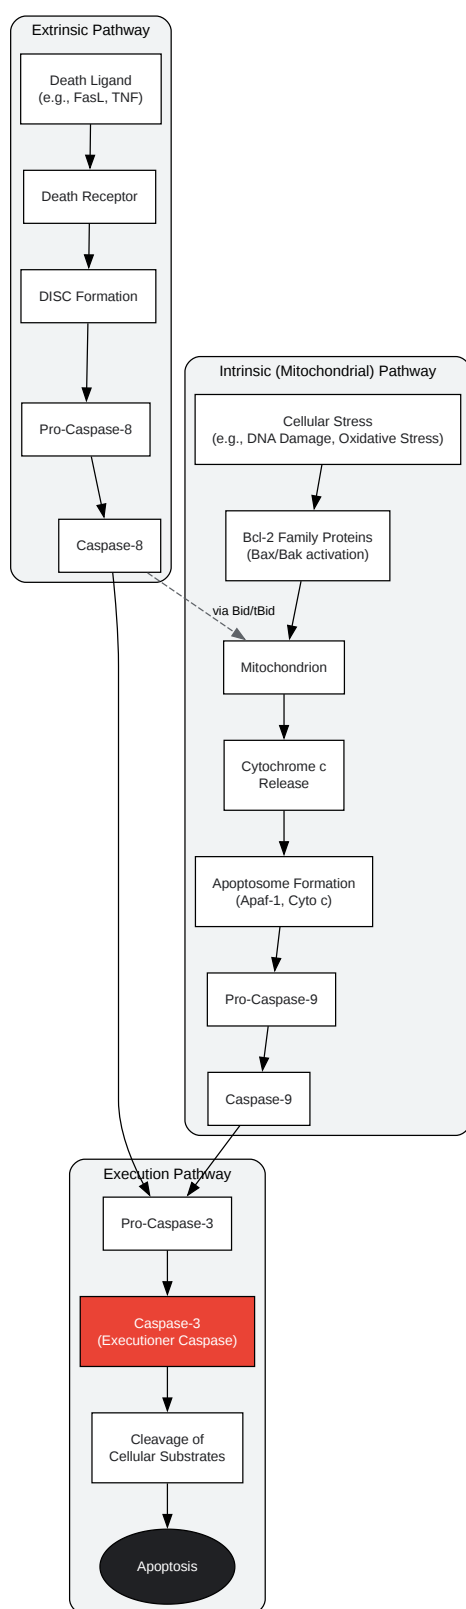 Extrinsic Pathway
Death Ligand
(e.g., FasL, TNF)
Death Receptor
DISC Formation
Pro-Caspase-8
Caspase-8
Intrinsic (Mitochondrial) Pathway
Cellular Stress
(e.g., DNA Damage, Oxidative Stress)
Bcl-2 Family Proteins
(Bax/Bak activation)
via Bid/tBid
Mitochondrion
Cytochrome c
Release
Apoptosome Formation
(Apaf-1, Cyto c)
Pro-Caspase-9
Caspase-9
Execution Pathway
Pro-Caspase-3
Caspase-3
(Executioner Caspase)
Cleavage of
Cellular Substrates
Apoptosis